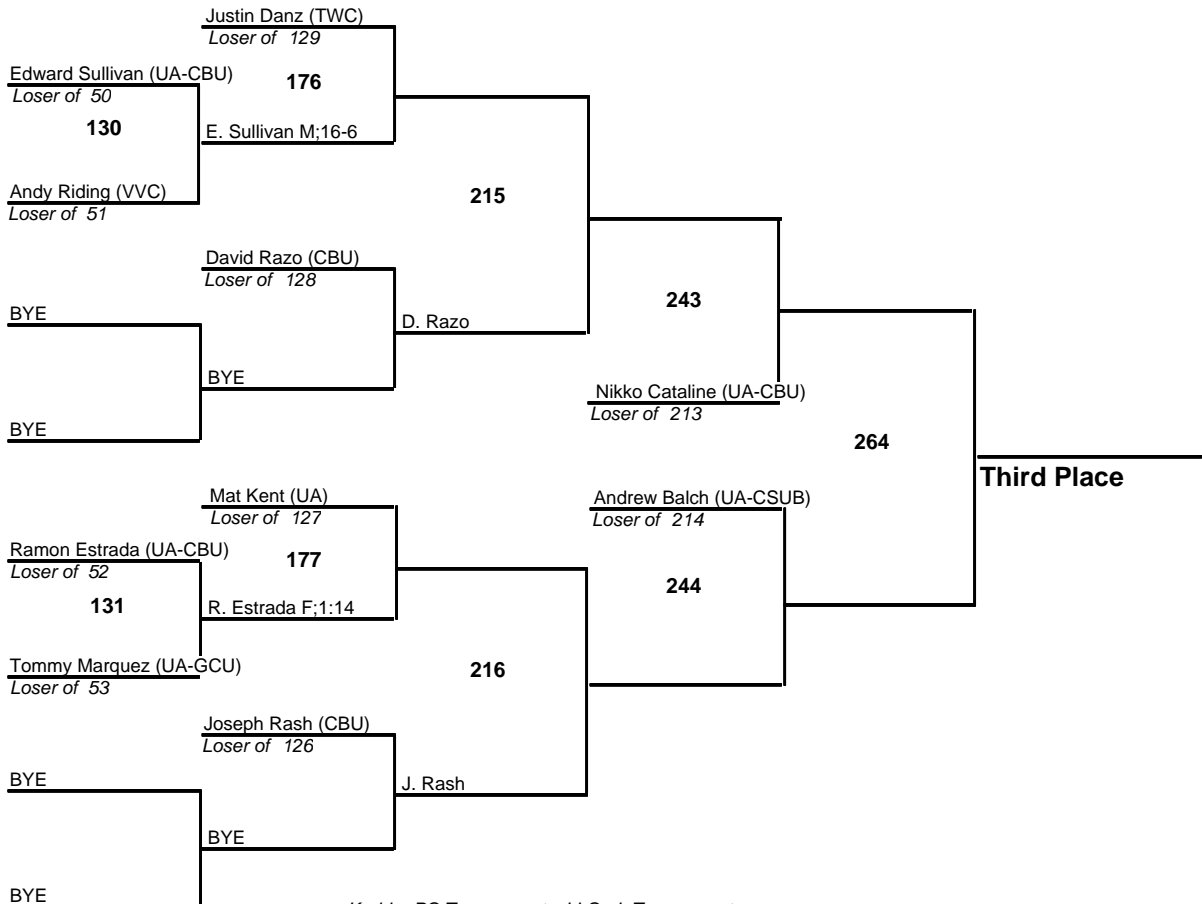 Justin Danz (TWC)
Loser of 129
Edward Sullivan (UA-CBU)
176
Loser of 50
130
E. Sullivan M;16-6
Andy Riding (VVC)
215
Loser of 51
David Razo (CBU)
Loser of 128
243
BYE
D. Razo
BYE
Nikko Cataline (UA-CBU)
Loser of 213
BYE
264
Third Place
Mat Kent (UA)
Andrew Balch (UA-CSUB)
Loser of 127
Loser of 214
Ramon Estrada (UA-CBU)
177
Loser of 52
244
131
R. Estrada F;1:14
Tommy Marquez (UA-GCU)
216
Loser of 53
Joseph Rash (CBU)
Loser of 126
BYE
J. Rash
BYE
BYE